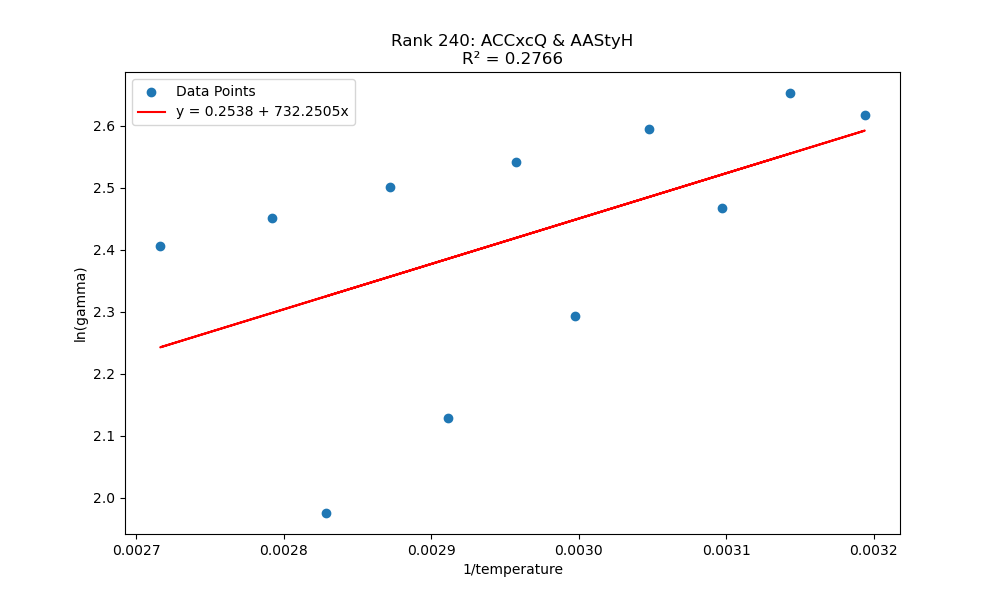 Rank 240: ACCxcQ & AAStyH
R² = 0.2766
Data Points
y = 0.2538 + 732.2505x
ln(gamma)
2.6
2.5
2.4
2.3
2.2
2.1
2.0
0.0027
0.0028
0.0029
0.0030
0.0031
0.0032
1/temperature